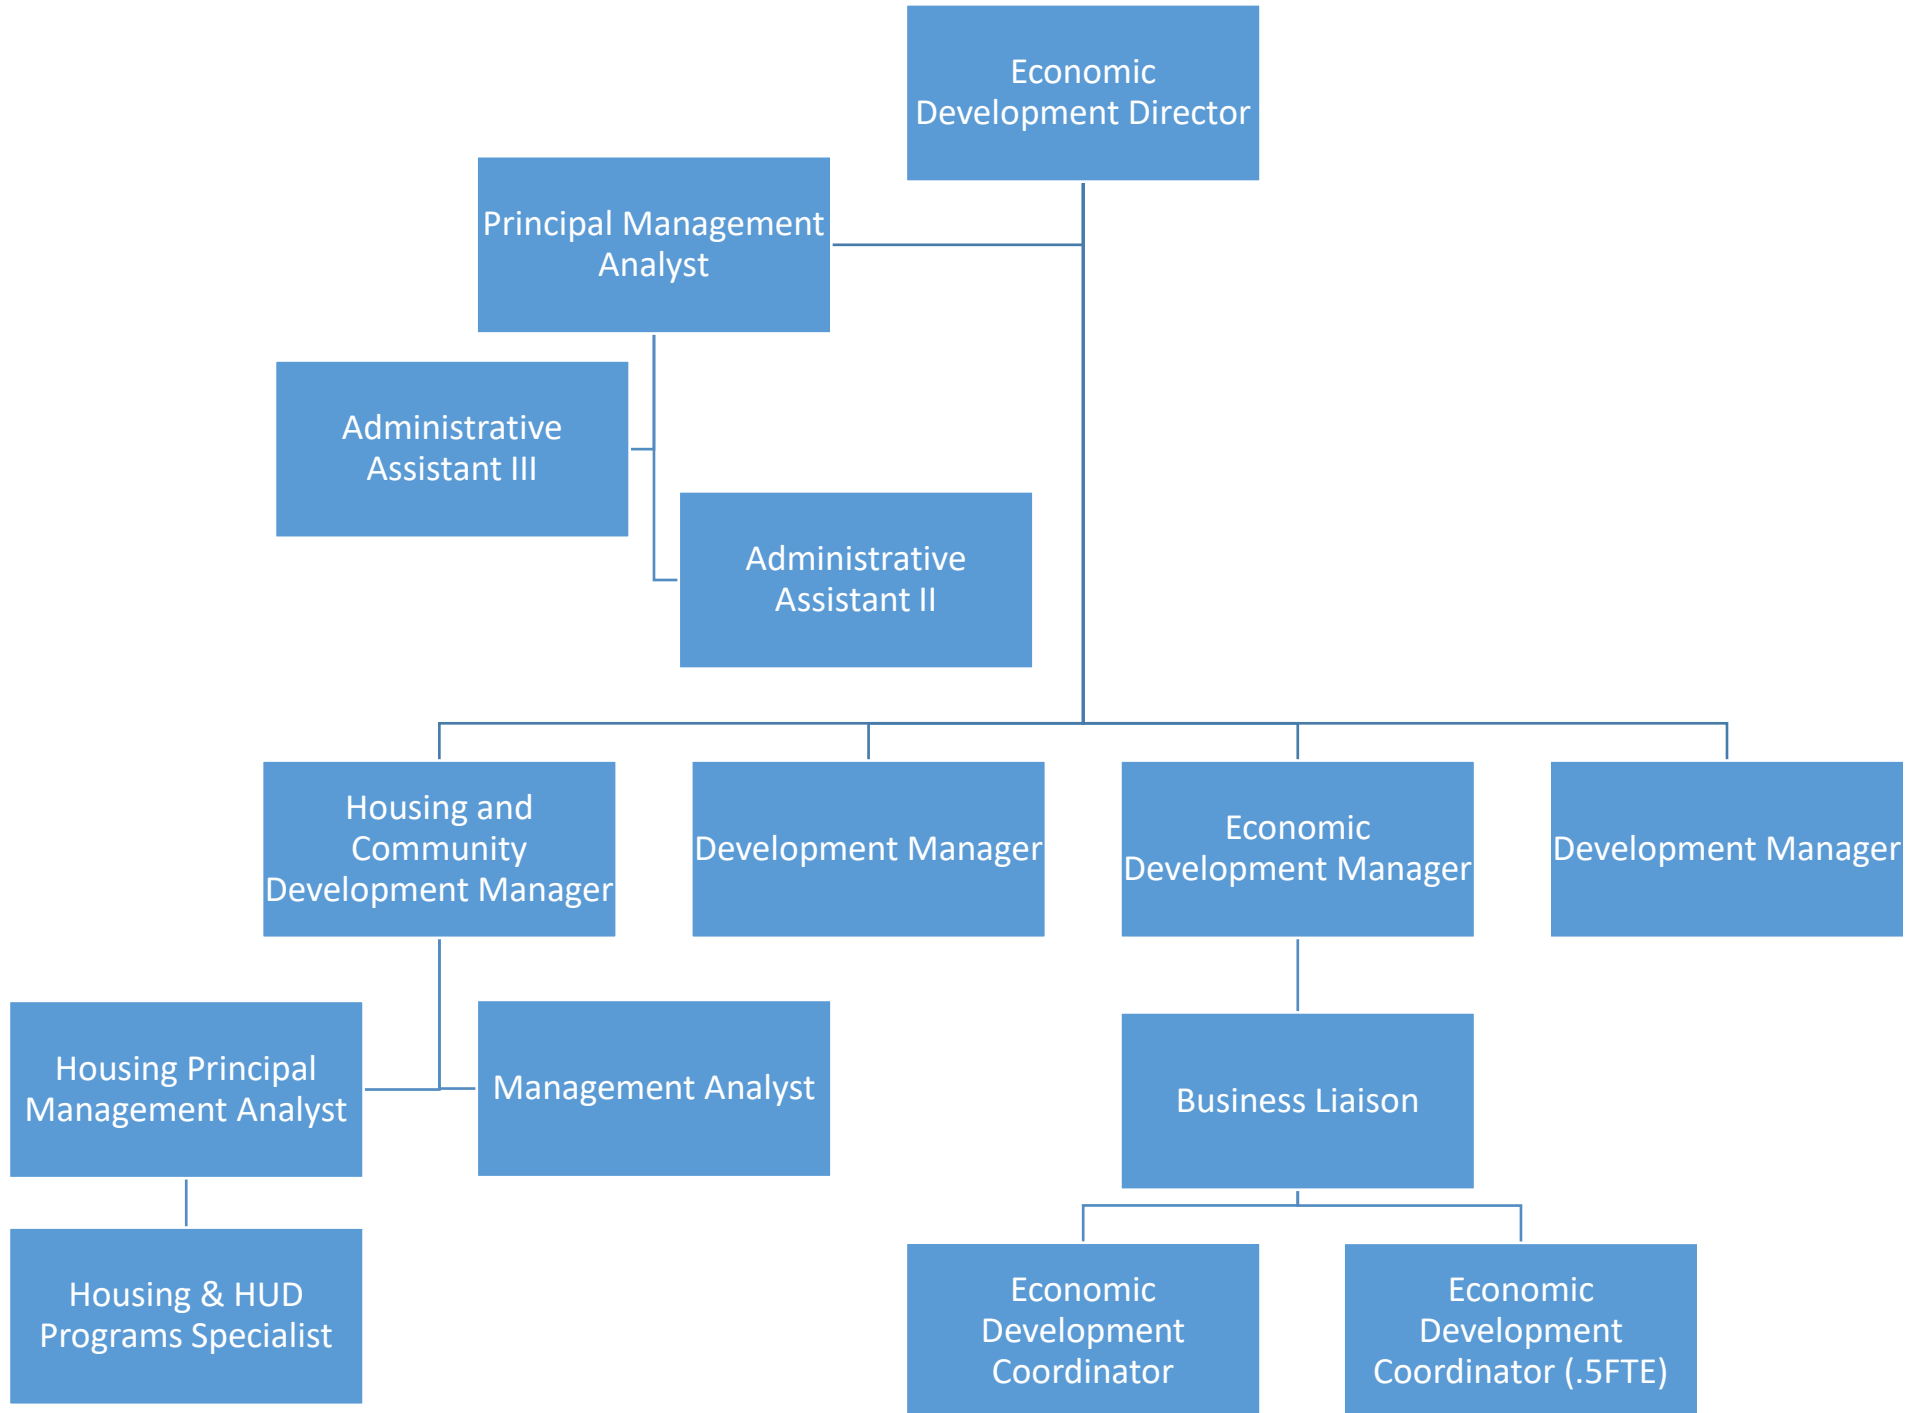 Economic
Development Director
Principal Management
Analyst
Administrative
Assistant III
Administrative
Assistant II
Housing and
Community
Development Manager
Development Manager
Economic
Development Manager
Development Manager
Housing Principal
Management Analyst
Management Analyst
Business Liaison
Housing & HUD
Programs Specialist
Economic
Development
Coordinator
Economic
Development
Coordinator (.5FTE)